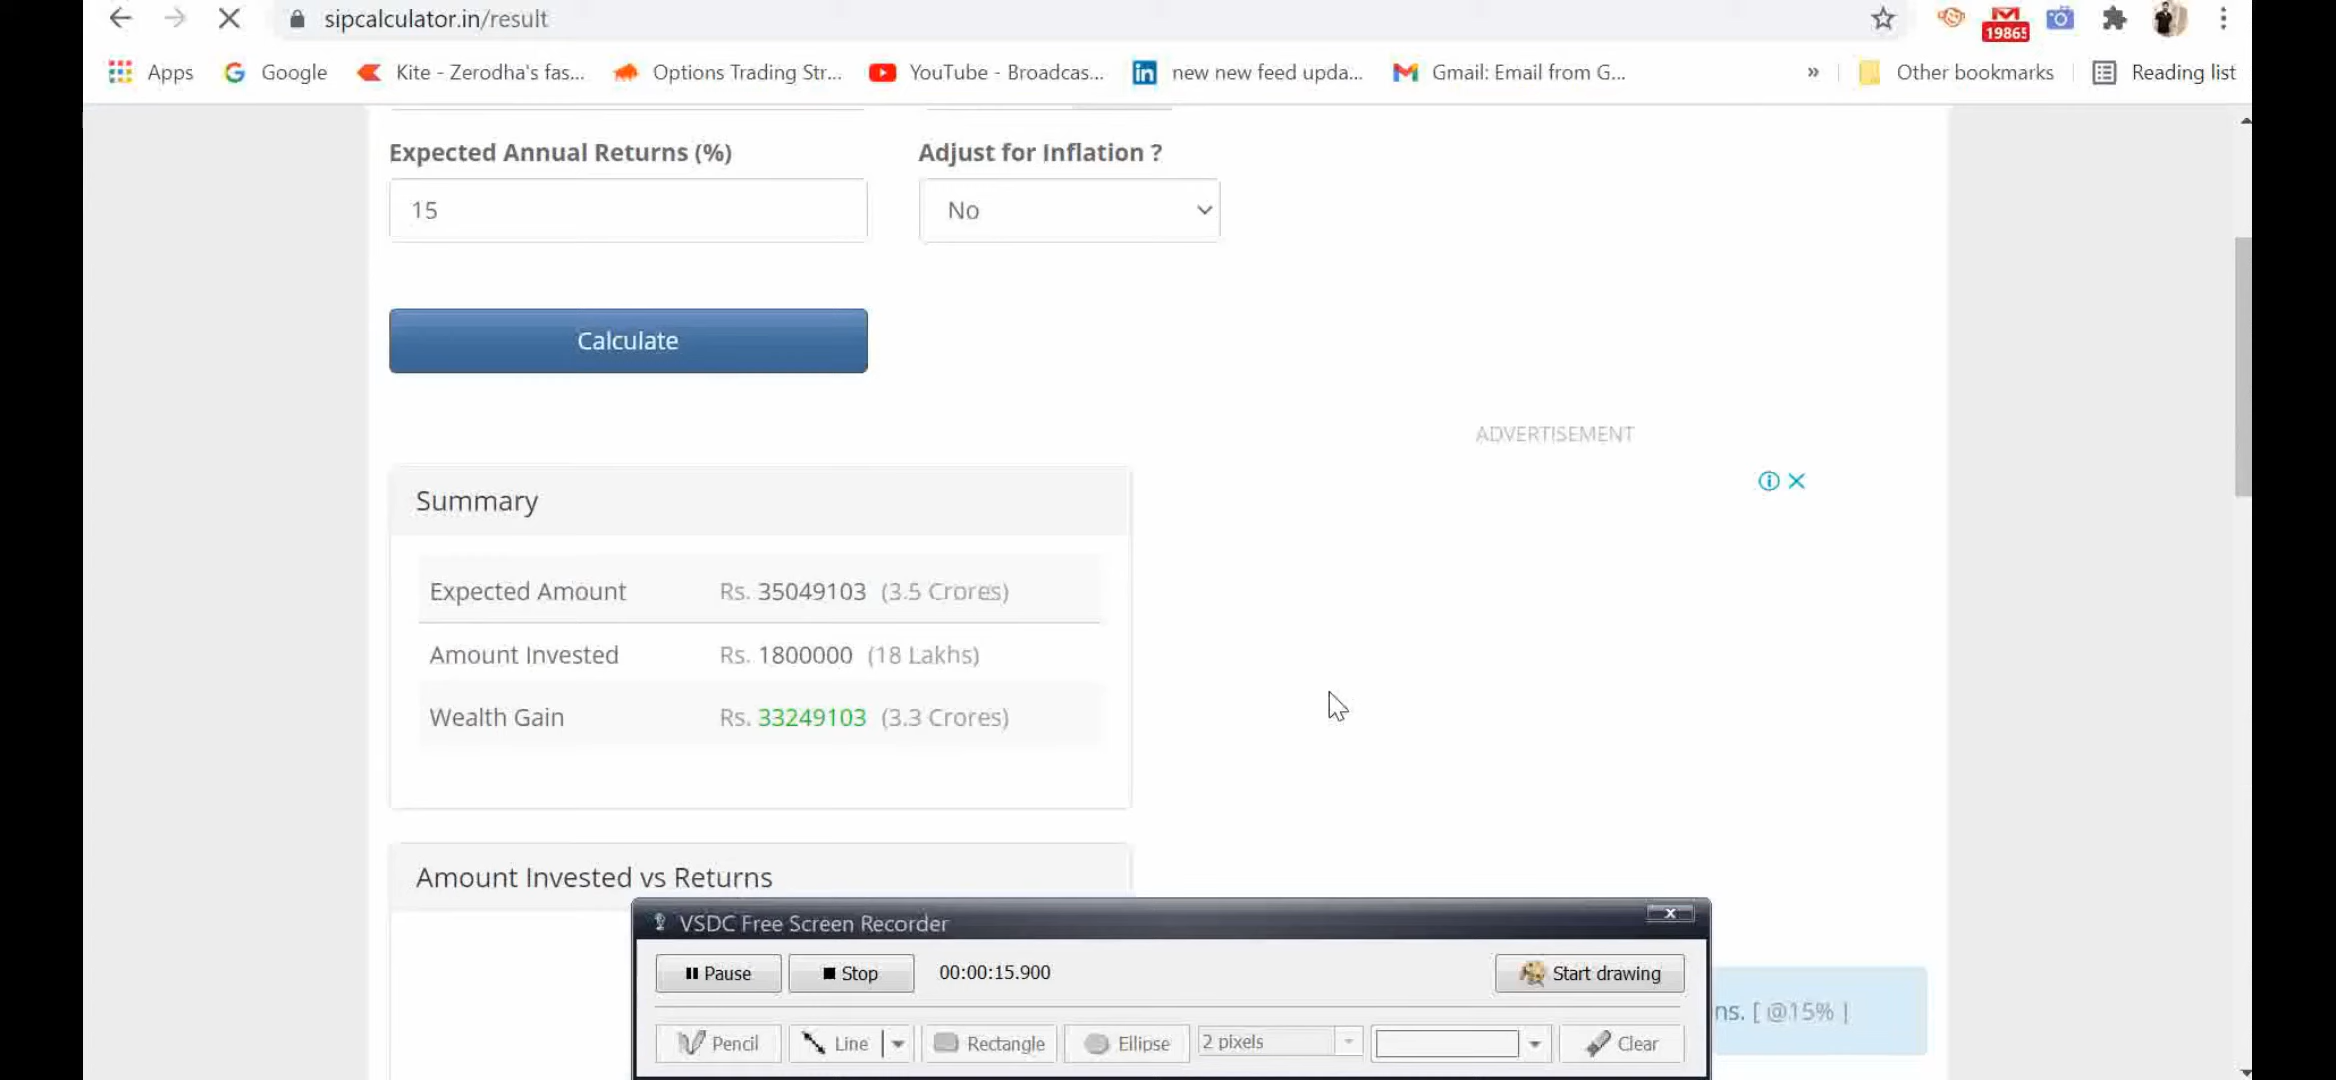 sipcalculator.in/result
19865
Apps Google Kite - Zerodha's fas... Options Trading Str... YouTube - Broadcas... in new new feed upda... Gmail: Email from G... » Other bookmarks Reading list
Expected Annual Returns (%) Adjust for Inflation ?
15 No
Calculate
ADVERTISEMENT
Summary
Expected Amount Rs. 35049103 (3.5 Crores)
Amount Invested Rs. 1800000 (18 Lakhs)
Wealth Gain Rs. 33249103 (3.3 Crores)
Amount Invested vs Returns
VSDC Free Screen Recorder
Pause Stop 00:00:15.900 Start drawing
ns. [ @15% ]
Pencil Line Rectangle Ellipse 2 pixels Clear